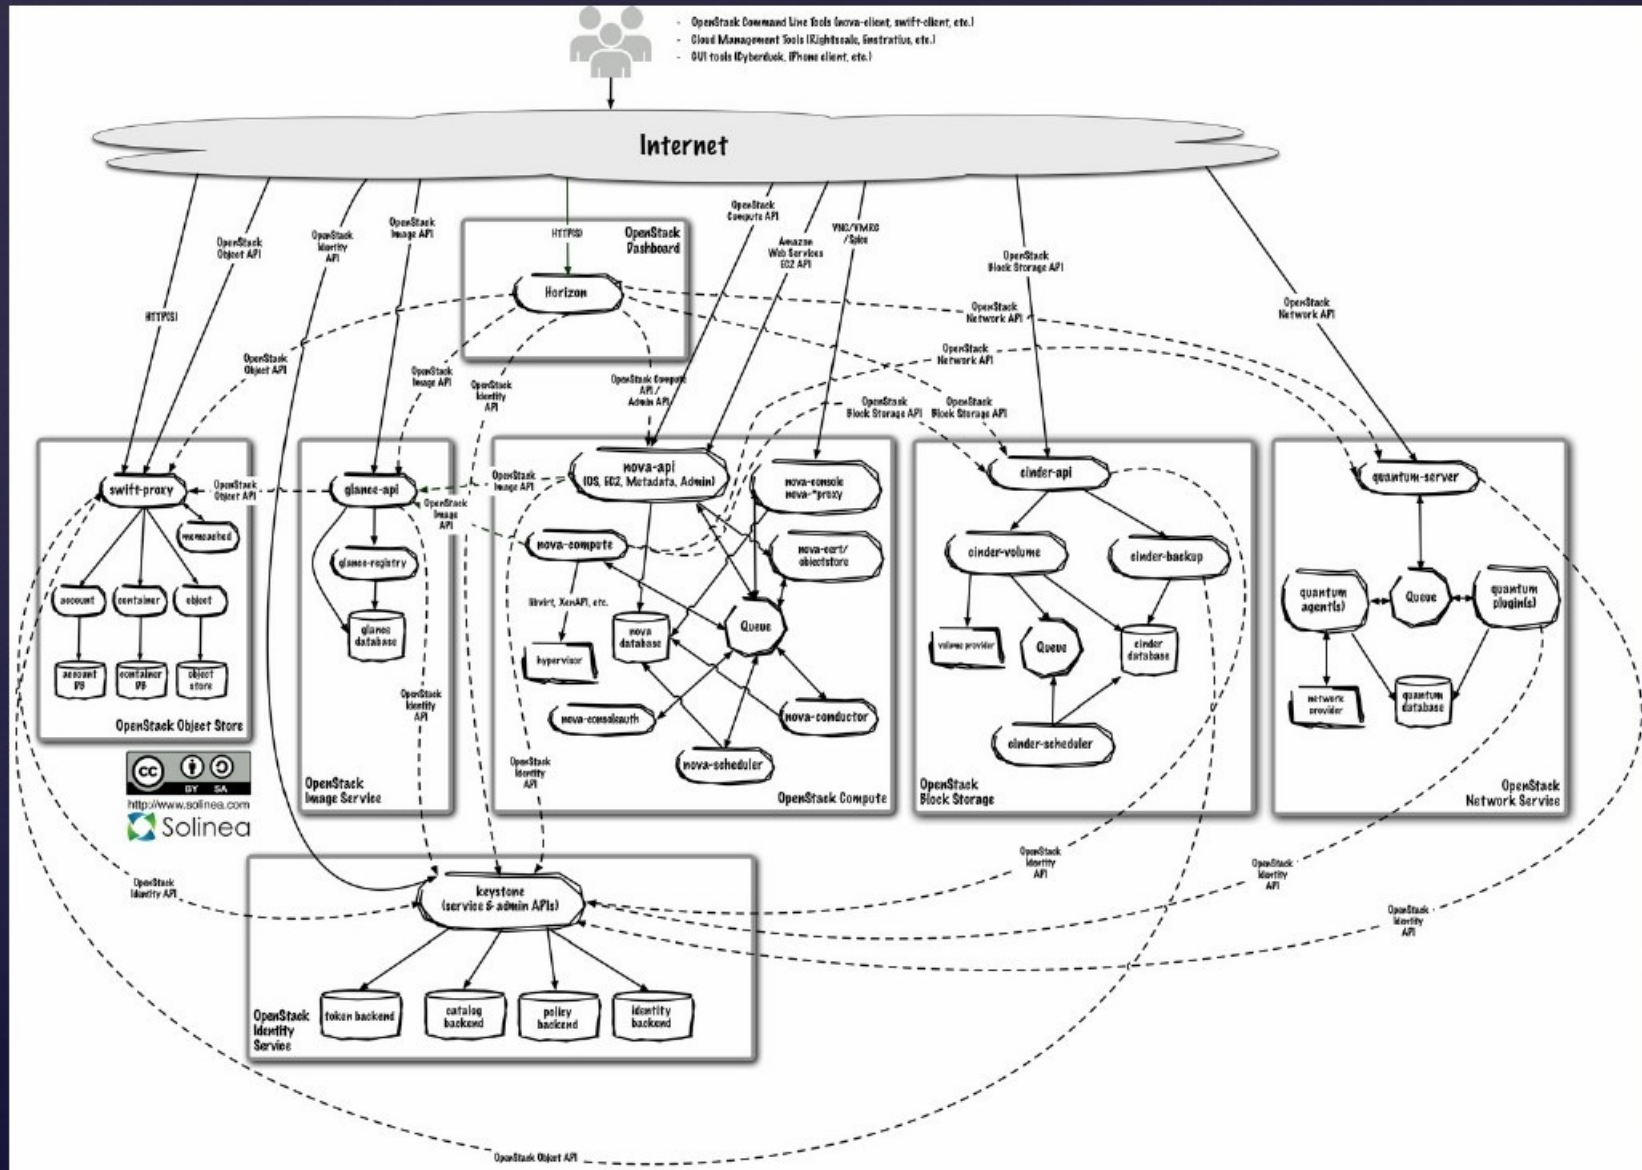 - OpenStack Command Line Tools (nova-client, swift-client, etc.)
- Cloud Management Tools (Rightscale, Enstratius, etc.)
- GUI tools (Cyberduck, iPhone client, etc.)
Internet
HTTP(S)
OpenStack
Object API
OpenStack
Identity
API
OpenStack
Image API
HTTP(S)
OpenStack
Dashboard
Horizon
OpenStack
Compute API
Amazon
Web Services
EC2 API
VNC/VMRC
/Spice
OpenStack
Block Storage API
OpenStack
Network API
OpenStack
Network API
OpenStack
Network API
OpenStack
Object API
OpenStack
Image API
OpenStack
Identity
API
OpenStack Compute
API /
Admin API
OpenStack
Block Storage API
OpenStack
Block Storage API
swift-proxy
OpenStack
Object API
memcached
account
container
object
account
DB
container
DB
object
store
OpenStack Object Store
glance-api
OpenStack
Image API
OpenStack
Image
API
glance-registry
glance
database
OpenStack
Identity
API
OpenStack
Image Service
nova-api
(OS, EC2, Metadata, Admin)
nova-console
nova-*proxy
nova-compute
nova-cert/
objectstore
libvirt, XenAPI, etc.
hypervisor
nova
database
Queue
nova-consoleauth
nova-conductor
nova-scheduler
OpenStack
Identity
API
OpenStack Compute
cinder-api
cinder-volume
cinder-backup
volume provider
Queue
cinder
database
cinder-scheduler
OpenStack
Block Storage
quantum-server
quantum
agent(s)
Queue
quantum
plugin(s)
network
provider
quantum
database
OpenStack
Network Service
CC
BY SA
http://www.solinea.com
Solinea
OpenStack
Identity API
OpenStack
Identity
API
OpenStack
Identity
API
OpenStack
Identity
API
keystone
(service & admin APIs)
token backend
catalog
backend
policy
backend
identity
backend
OpenStack
Identity
Service
OpenStack Object API